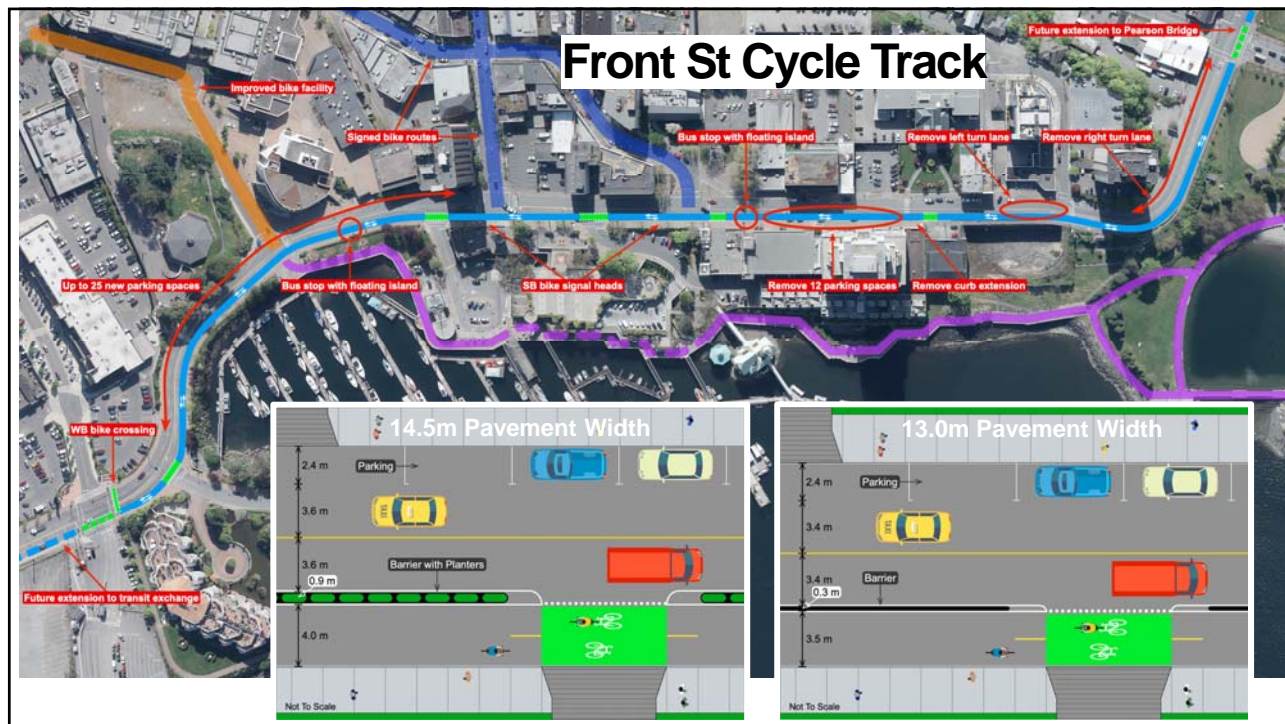 Front St Cycle Track
Future extension to Pearson Bridge
Improved bike facility
Signed bike routes
Bus stop with floating island
Remove left turn lane
Remove right turn lane
Up to 25 new parking spaces
Bus stop with floating island
SB bike signal heads
Remove 12 parking spaces
Remove curb extension
WB bike crossing
Future extension to transit exchange
14.5m Pavement Width
2.4 m
Parking
3.6 m
TAXI
3.6 m
Barrier with Planters
0.9 m
4.0 m
Not To Scale
13.0m Pavement Width
2.4 m
Parking
3.4 m
TAXI
3.4 m
Barrier
0.3 m
3.5 m
Not To Scale